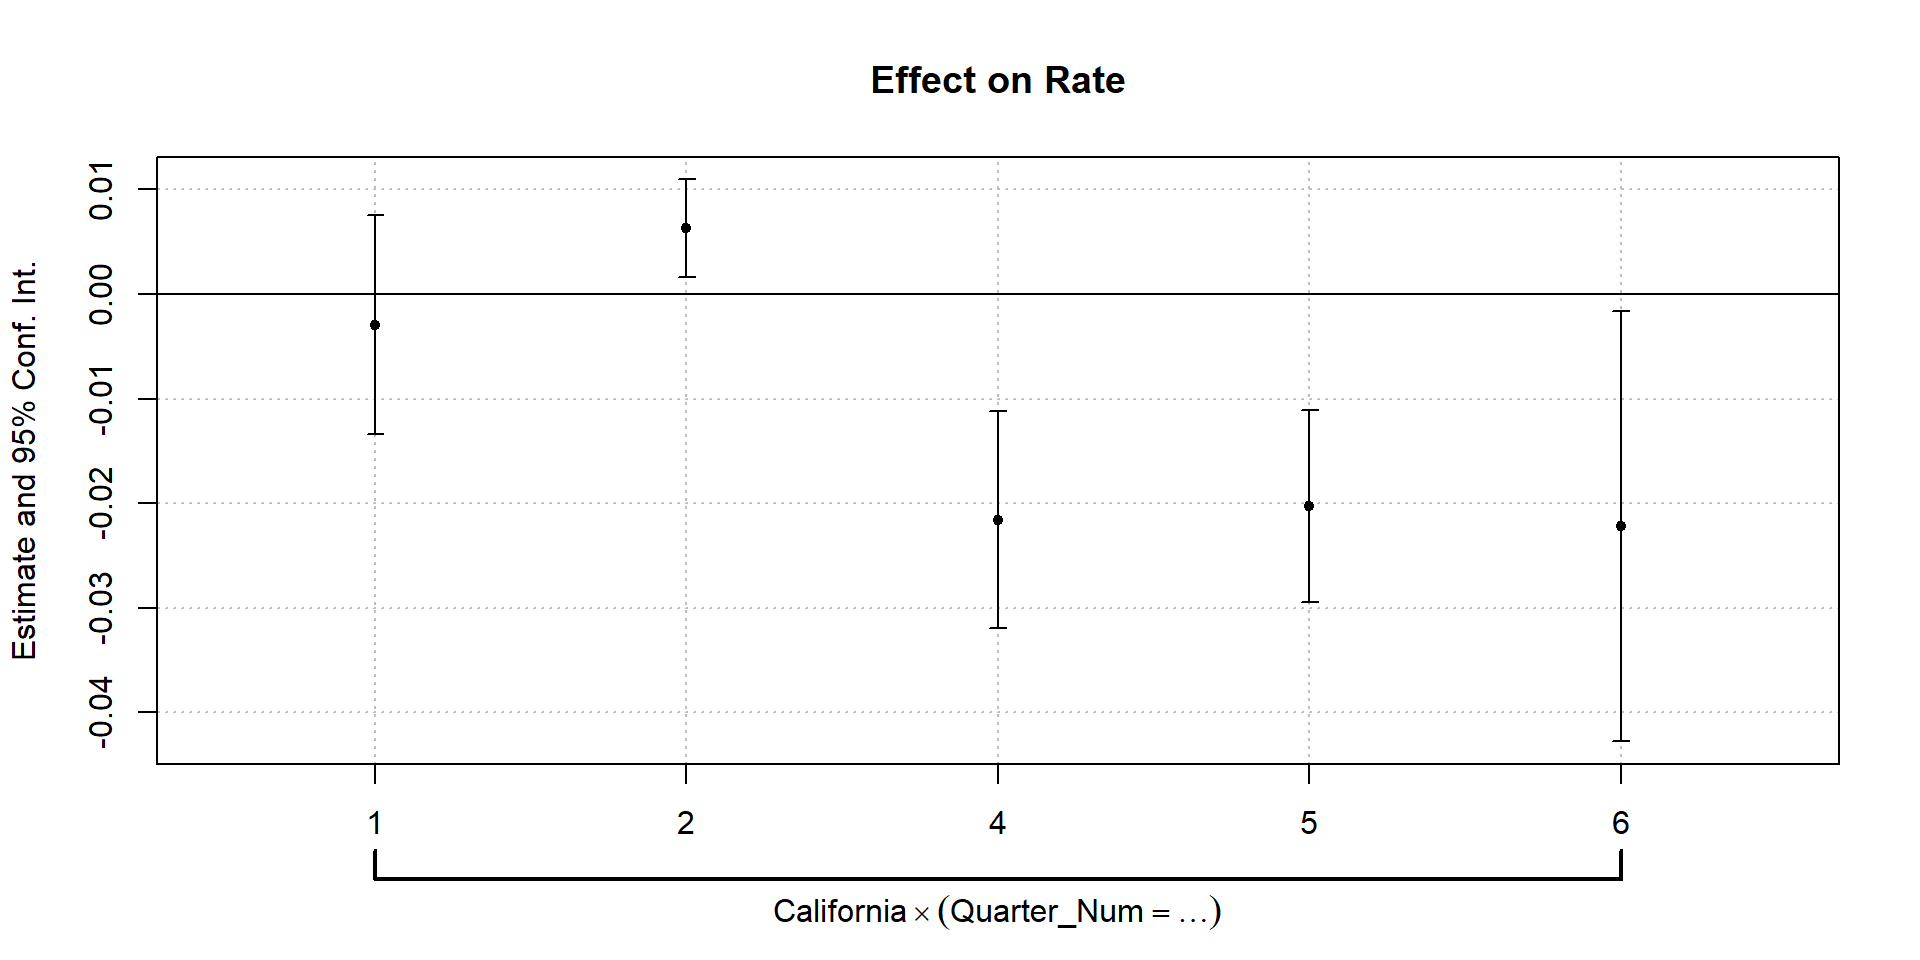 Effect on Rate
Estimate and 95% Conf. Int.
0.01
0.00
-0.01
-0.02
-0.03
-0.04
1 2 4 5 6
California × (Quarter_Num = …)